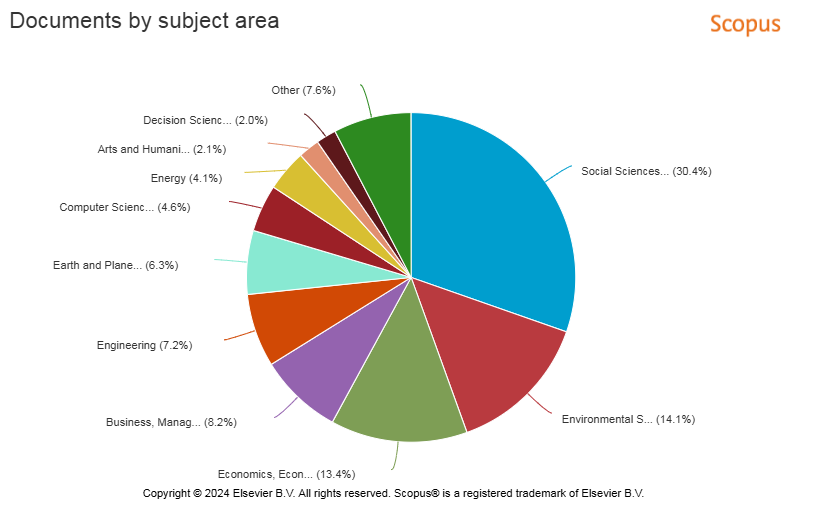 Documents by subject area
Scopus
Other (7.6%)
Decision Scienc... (2.0%)
Arts and Humani... (2.1%)
Energy (4.1%)
Computer Scienc... (4.6%)
Earth and Plane... (6.3%)
Engineering (7.2%)
Business, Manag... (8.2%)
Economics, Econ... (13.4%)
Social Sciences... (30.4%)
Environmental S... (14.1%)
Copyright © 2024 Elsevier B.V. All rights reserved. Scopus® is a registered trademark of Elsevier B.V.